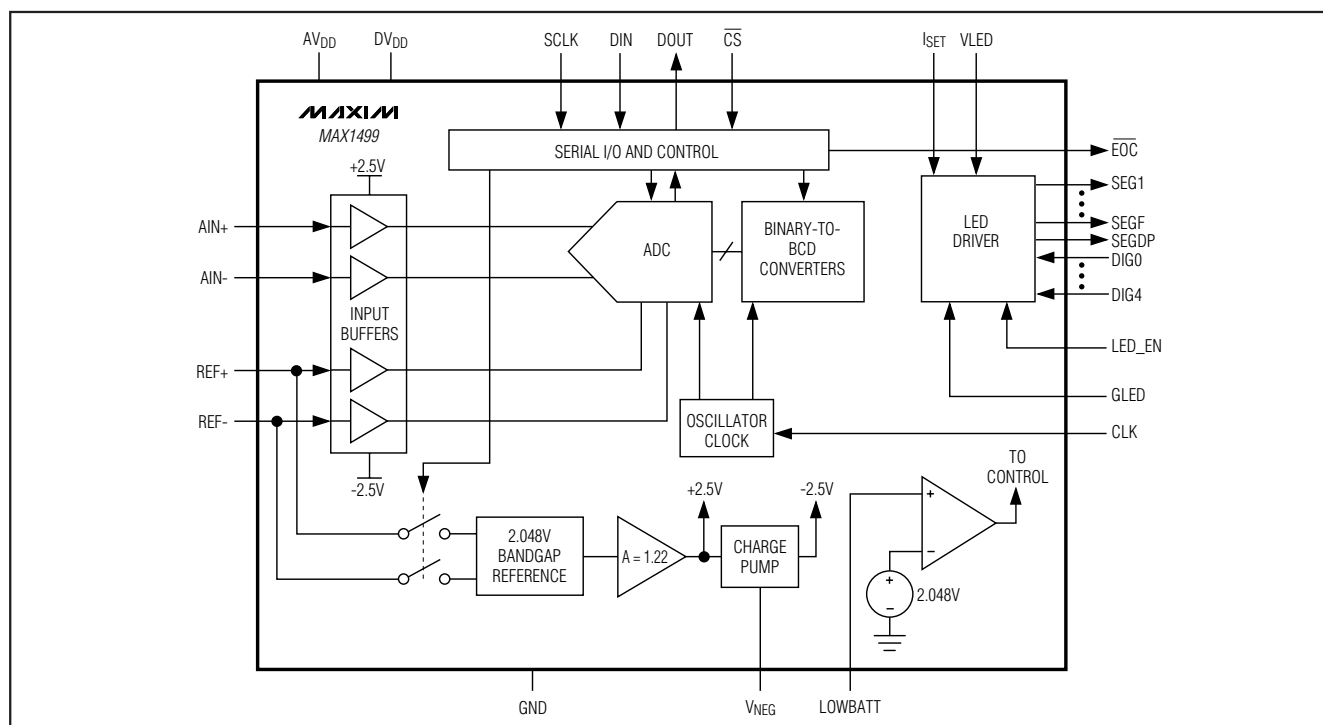 AVDD
DVDD
SCLK
DIN
DOUT
CS
ISET
VLED
MAXIM
MAX1499
+2.5V
SERIAL I/O AND CONTROL
EOC
AIN+
AIN-
INPUT
BUFFERS
REF+
REF-
-2.5V
ADC
BINARY-TO-
BCD
CONVERTERS
LED
DRIVER
SEG1
SEGF
SEGDP
DIG0
DIG4
LED_EN
GLED
CLK
OSCILLATOR
CLOCK
TO
CONTROL
+2.5V
-2.5V
2.048V
BANDGAP
REFERENCE
A = 1.22
CHARGE
PUMP
+
-
+
-
2.048V
GND
VNEG
LOWBATT